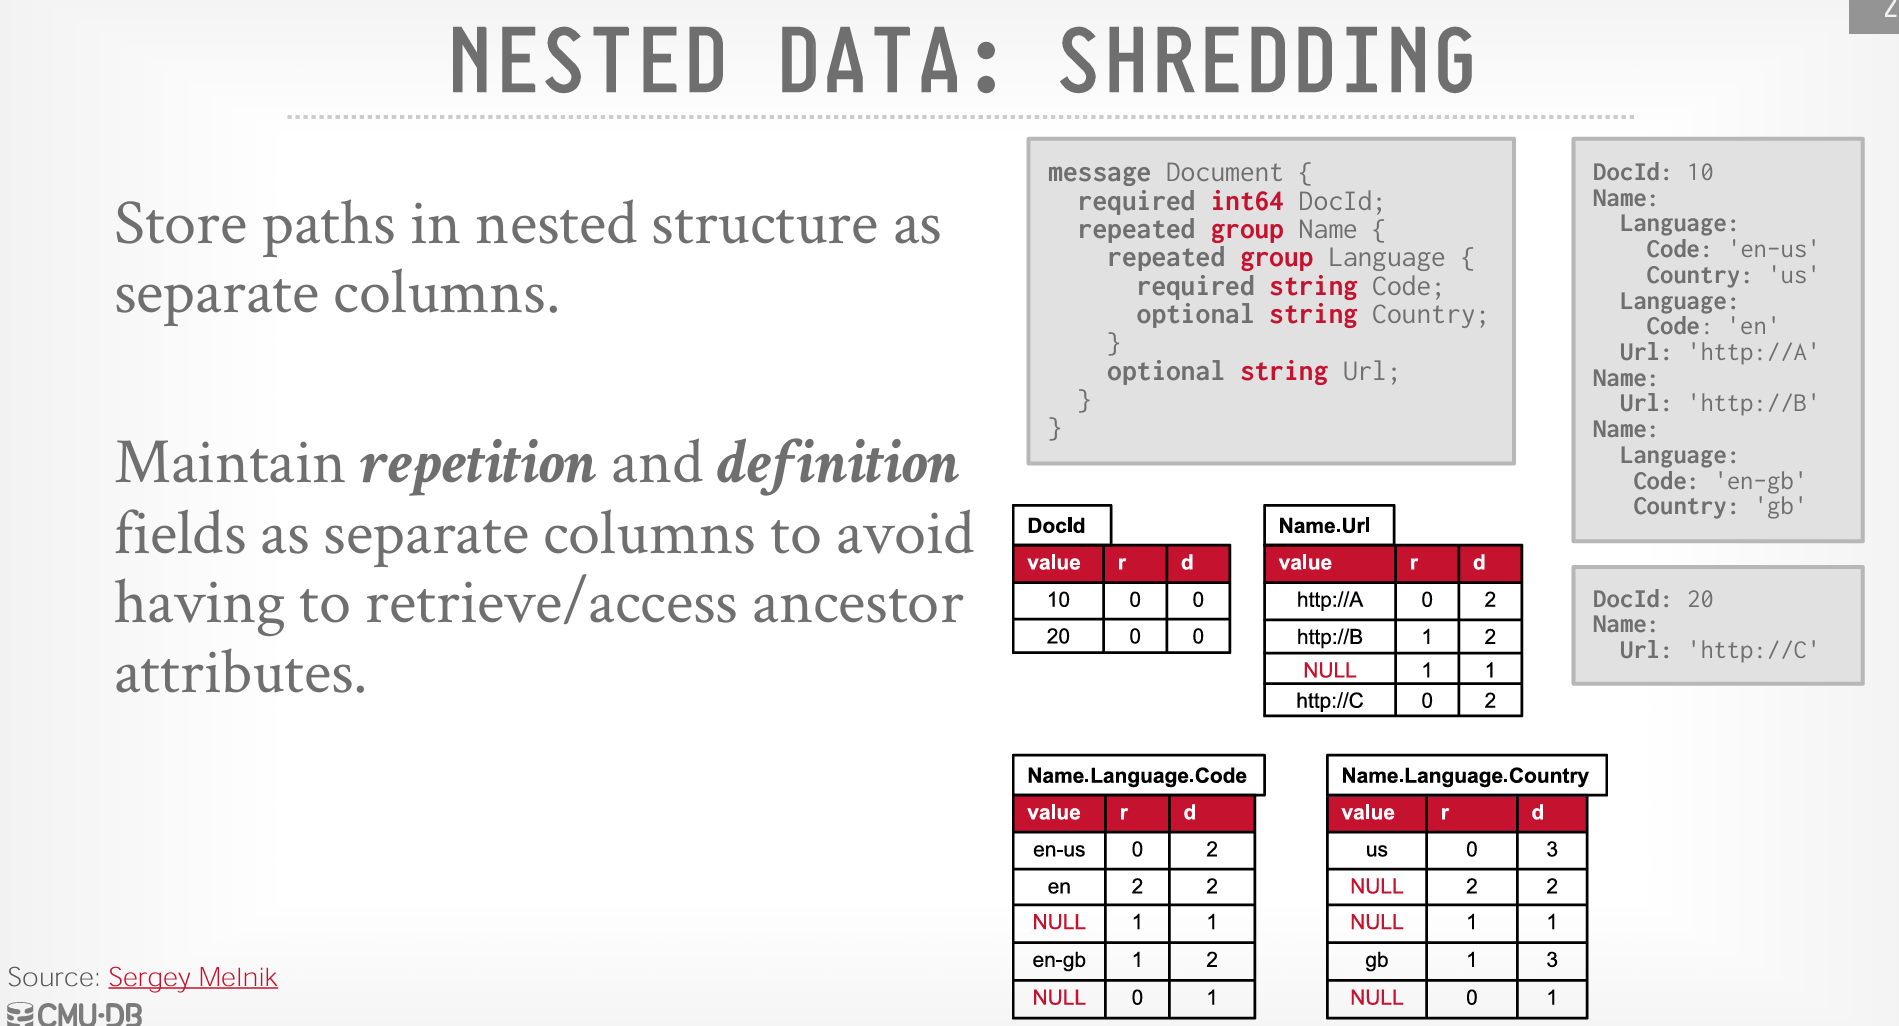 NESTED DATA: SHREDDING
Store paths in nested structure as
separate columns.
Maintain repetition and definition
fields as separate columns to avoid
having to retrieve/access ancestor
attributes.
message Document {
required int64 DocId;
repeated group Name {
repeated group Language {
required string Code;
optional string Country;
}
optional string Url;
}
}
DocId: 10
Name:
Language:
Code: 'en-us'
Country: 'us'
Language:
Code: 'en'
Url: 'http://A'
Name:
Url: 'http://B'
Name:
Language:
Code: 'en-gb'
Country: 'gb'
DocId: 20
Name:
Url: 'http://C'
DocId
value r d
10 0 0
20 0 0
Name.Url
value r d
http://A 0 2
http://B 1 2
NULL 1 1
http://C 0 2
Name.Language.Code
value r d
en-us 0 2
en 2 2
NULL 1 1
en-gb 1 2
NULL 0 1
Name.Language.Country
value r d
us 0 3
NULL 2 2
NULL 1 1
gb 1 3
NULL 0 1
Source: Sergey Melnik
CMU·DB